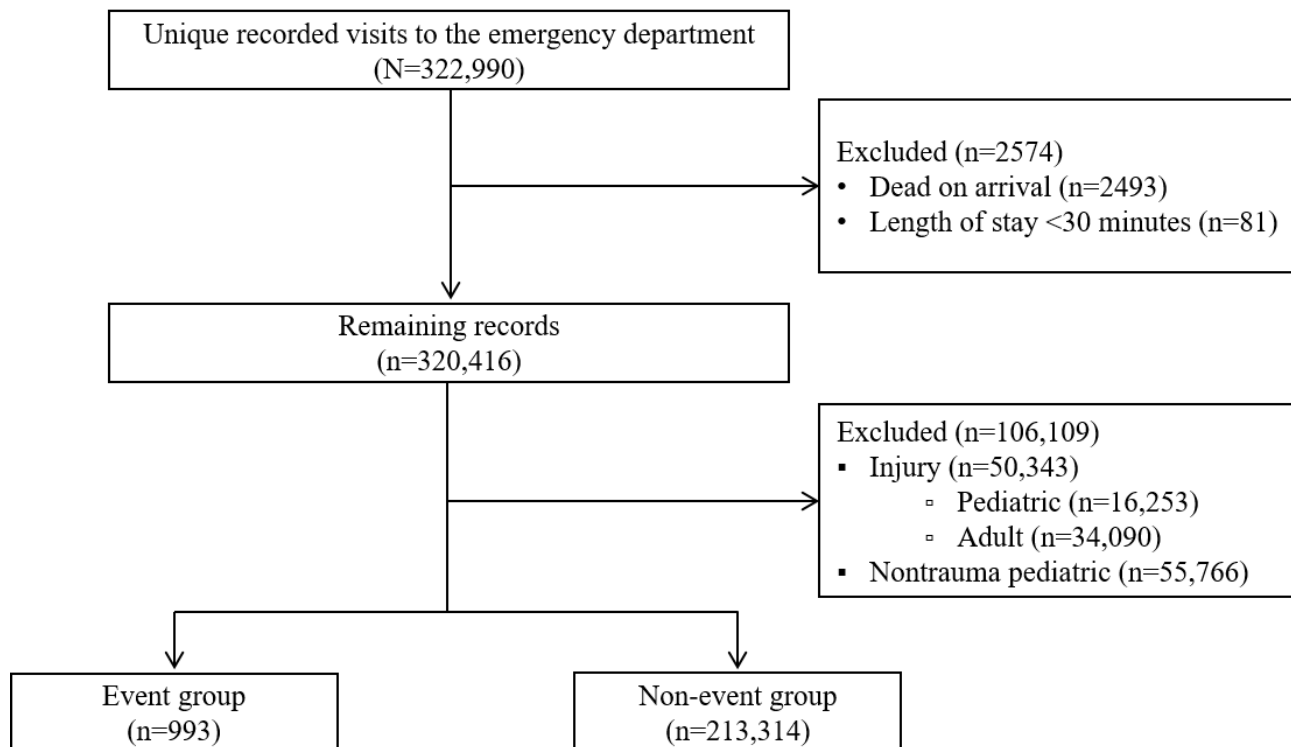 Unique recorded visits to the emergency department
(N=322,990)
Excluded (n=2574)
• Dead on arrival (n=2493)
• Length of stay <30 minutes (n=81)
Remaining records
(n=320,416)
Excluded (n=106,109)
▪ Injury (n=50,343)
▫ Pediatric (n=16,253)
▫ Adult (n=34,090)
▪ Nontrauma pediatric (n=55,766)
Event group
(n=993)
Non-event group
(n=213,314)